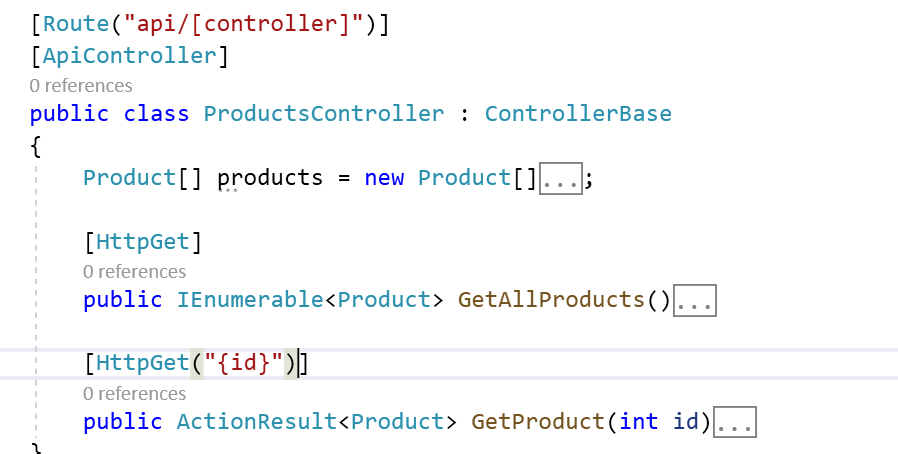 [Route("api/[controller]")]
[ApiController]
0 references
public class ProductsController : ControllerBase
{
Product[] products = new Product[]...;
[HttpGet]
0 references
public IEnumerable<Product> GetAllProducts()...
[HttpGet("{id}")]
0 references
public ActionResult<Product> GetProduct(int id)...
}